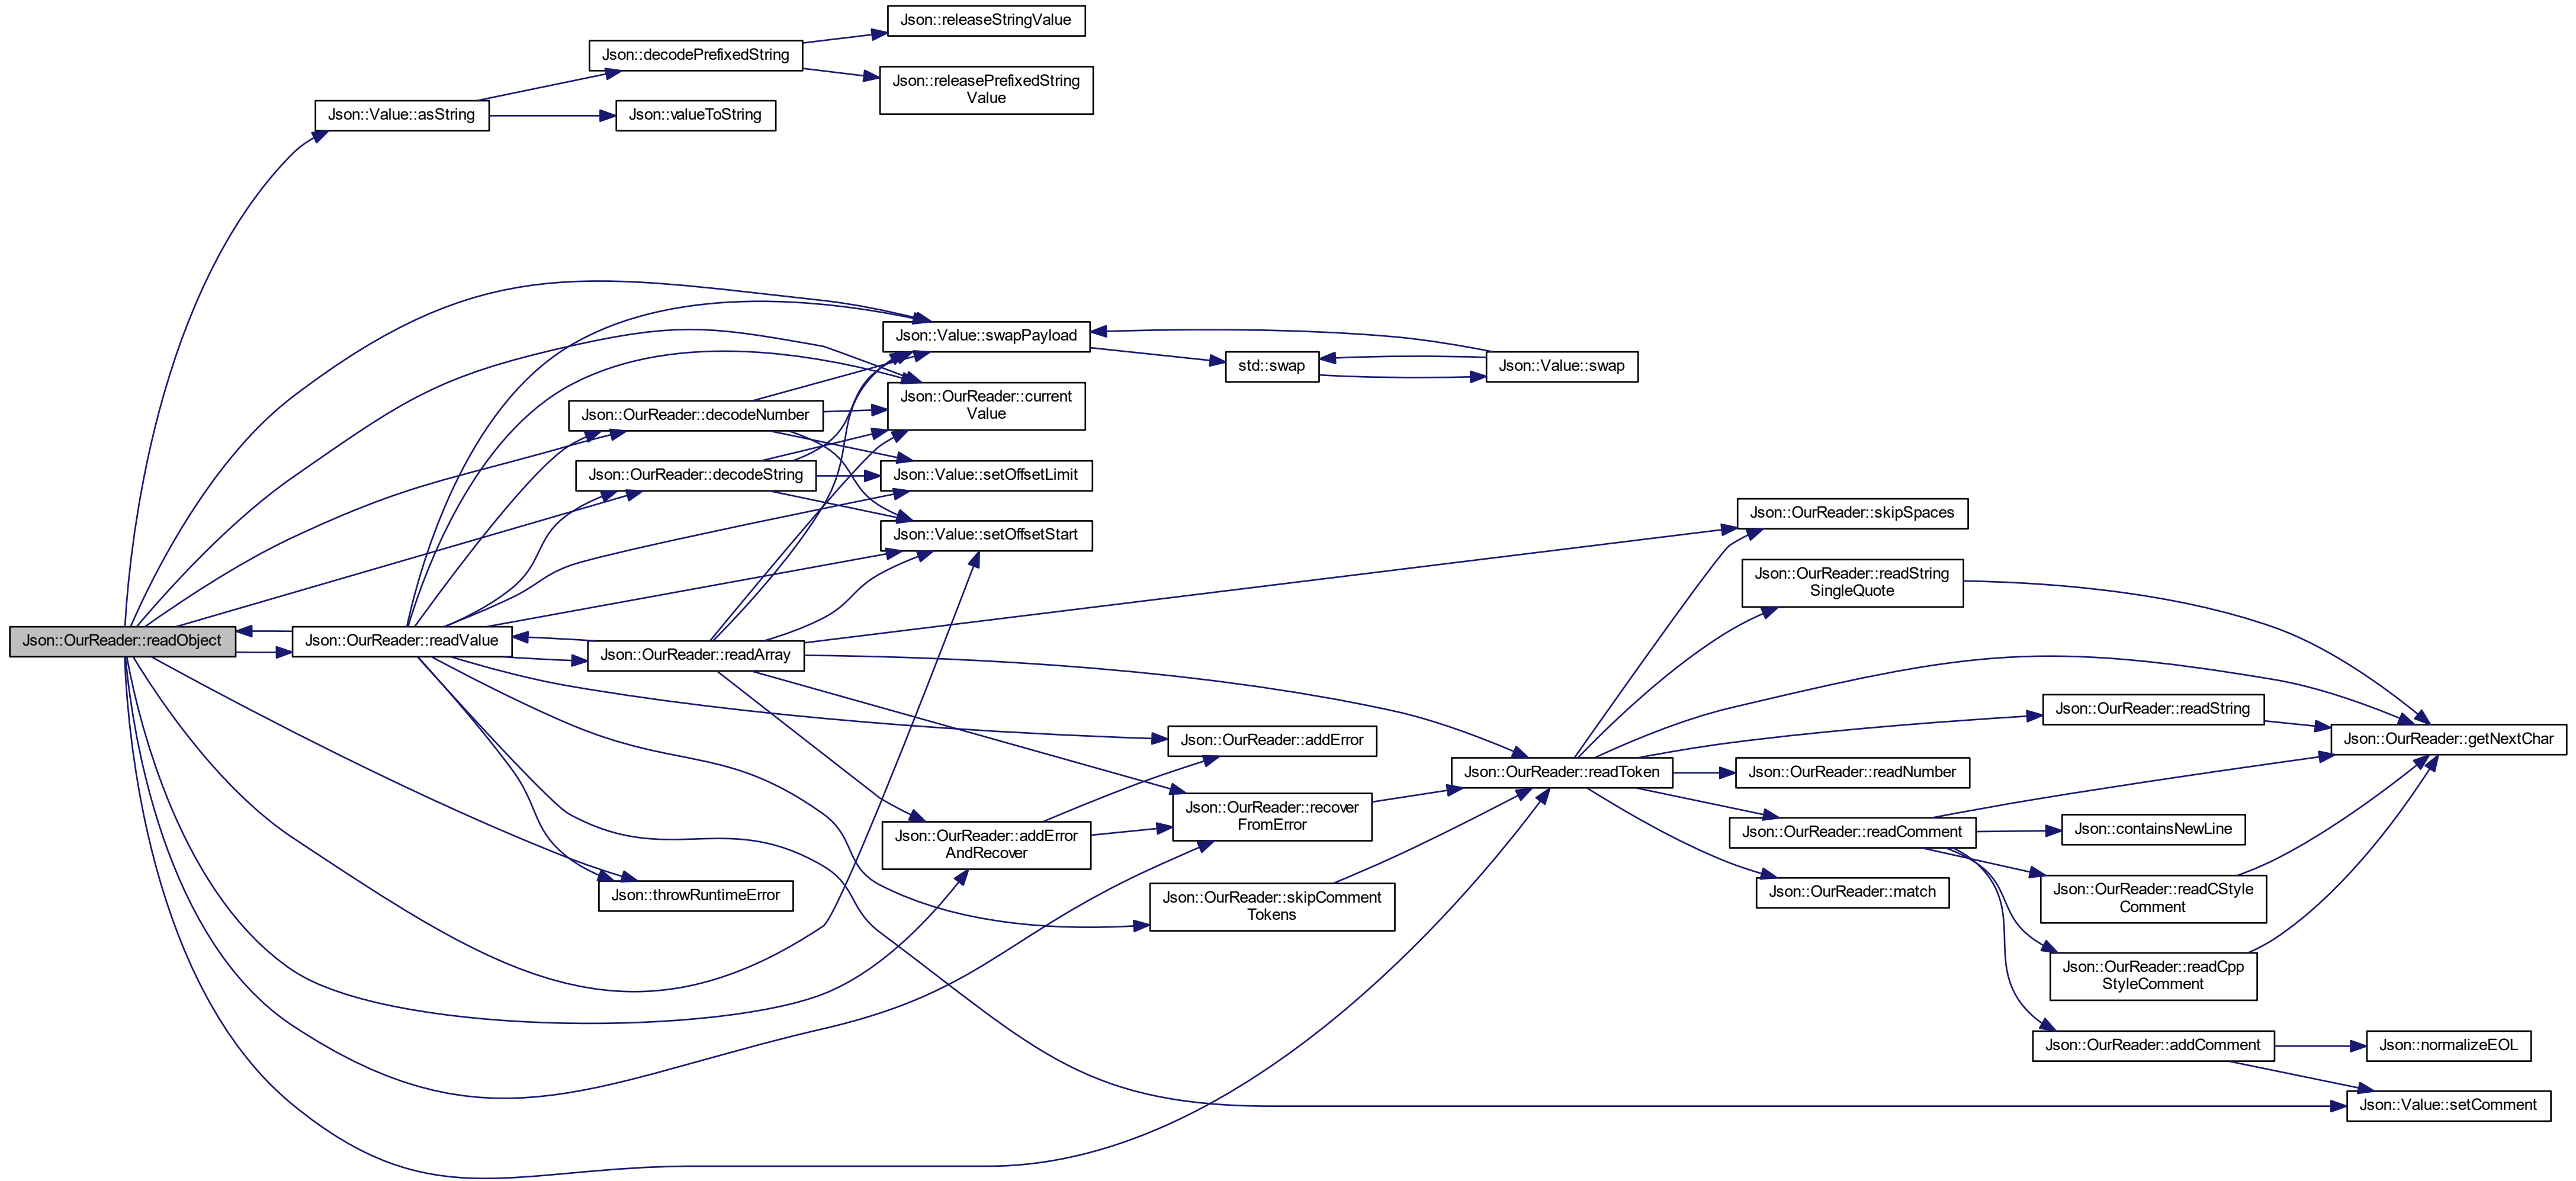 Json::releaseStringValue
Json::decodePrefixedString
Json::releasePrefixedString
Value
Json::Value::asString
Json::valueToString
Json::Value::swapPayload
std::swap
Json::Value::swap
Json::OurReader::current
Value
Json::OurReader::decodeNumber
Json::OurReader::decodeString
Json::Value::setOffsetLimit
Json::Value::setOffsetStart
Json::OurReader::skipSpaces
Json::OurReader::readString
SingleQuote
Json::OurReader::readObject
Json::OurReader::readValue
Json::OurReader::readArray
Json::OurReader::readString
Json::OurReader::addError
Json::OurReader::getNextChar
Json::OurReader::readToken
Json::OurReader::readNumber
Json::OurReader::recover
FromError
Json::OurReader::addError
AndRecover
Json::OurReader::readComment
Json::containsNewLine
Json::throwRuntimeError
Json::OurReader::skipComment
Tokens
Json::OurReader::match
Json::OurReader::readCStyle
Comment
Json::OurReader::readCpp
StyleComment
Json::OurReader::addComment
Json::normalizeEOL
Json::Value::setComment